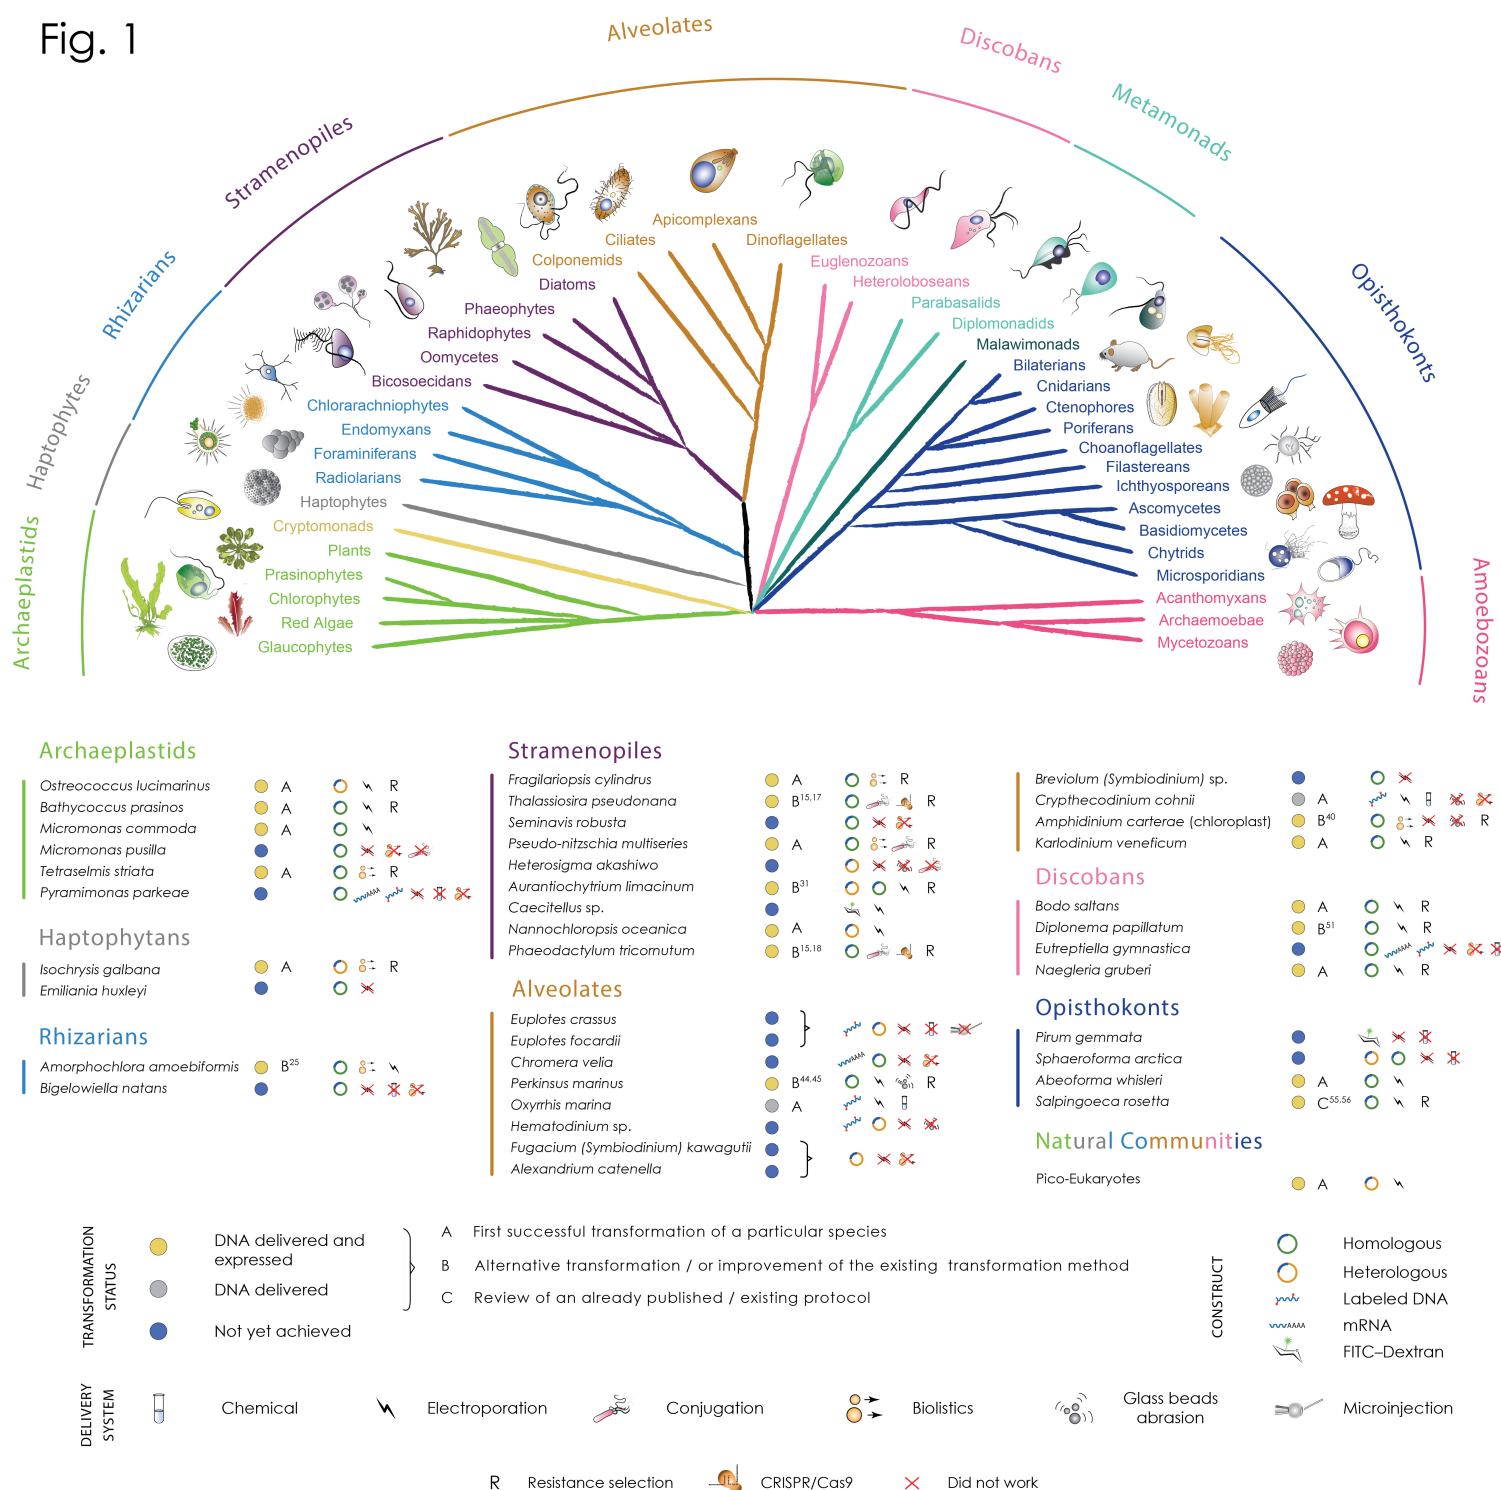 Fig. 1
Alveolates
Discobans
Metamonads
Stramenopiles
Rhizarians
Opisthokonts
Haptophytes
Archaeplastids
Amoebozoans
Apicomplexans
Ciliates
Dinoflagellates
Colponemids
Euglenozoans
Diatoms
Heteroloboseans
Phaeophytes
Parabasalids
Raphidophytes
Diplomonadids
Oomycetes
Malawimonads
Bicosoecidans
Bilaterians
Chlorarachniophytes
Cnidarians
Endomyxans
Ctenophores
Foraminiferans
Poriferans
Radiolarians
Choanoflagellates
Haptophytes
Filastereans
Cryptomonads
Ichthyosporeans
Plants
Ascomycetes
Prasinophytes
Basidiomycetes
Chlorophytes
Chytrids
Red Algae
Microsporidians
Glaucophytes
Acanthomyxans
Archaemoebae
Mycetozoans
Archaeplastids
Ostreococcus lucimarinus A R
Bathycoccus prasinos A R
Micromonas commoda A
Micromonas pusilla
Tetraselmis striata A R
Pyramimonas parkeae AAAA
Haptophytans
Isochrysis galbana A R
Emiliania huxleyi
Rhizarians
Amorphochlora amoebiformis B25
Bigelowiella natans
Stramenopiles
Fragilariopsis cylindrus A R
Thalassiosira pseudonana B15,17 R
Seminavis robusta
Pseudo-nitzschia multiseries A R
Heterosigma akashiwo
Aurantiochytrium limacinum B31 R
Caecitellus sp.
Nannochloropsis oceanica A
Phaeodactylum tricornutum B15,18 R
Alveolates
Euplotes crassus
Euplotes focardii
Chromera velia AAAA
Perkinsus marinus B44,45 R
Oxyrrhis marina A
Hematodinium sp.
Fugacium (Symbiodinium) kawagutii
Alexandrium catenella
Breviolum (Symbiodinium) sp.
Crypthecodinium cohnii A
Amphidinium carterae (chloroplast) B40 R
Karlodinium veneficum A R
Discobans
Bodo saltans A R
Diplonema papillatum B51 R
Eutreptiella gymnastica AAAA
Naegleria gruberi A R
Opisthokonts
Pirum gemmata
Sphaeroforma arctica
Abeoforma whisleri A
Salpingoeca rosetta C55,56 R
Natural Communities
Pico-Eukaryotes A
TRANSFORMATION
STATUS
DNA delivered and
expressed
DNA delivered
Not yet achieved
A First successful transformation of a particular species
B Alternative transformation / or improvement of the existing transformation method
C Review of an already published / existing protocol
CONSTRUCT
Homologous
Heterologous
Labeled DNA
AAAA mRNA
FITC–Dextran
DELIVERY
SYSTEM
Chemical
Electroporation
Conjugation
Biolistics
Glass beads
abrasion
Microinjection
R Resistance selection
CRISPR/Cas9
Did not work